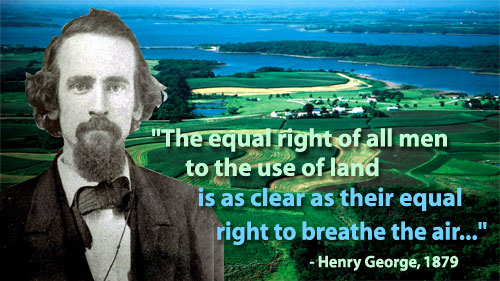 "The equal right of all men
to the use of land
is as clear as their equal
right to breathe the air..."
- Henry George, 1879